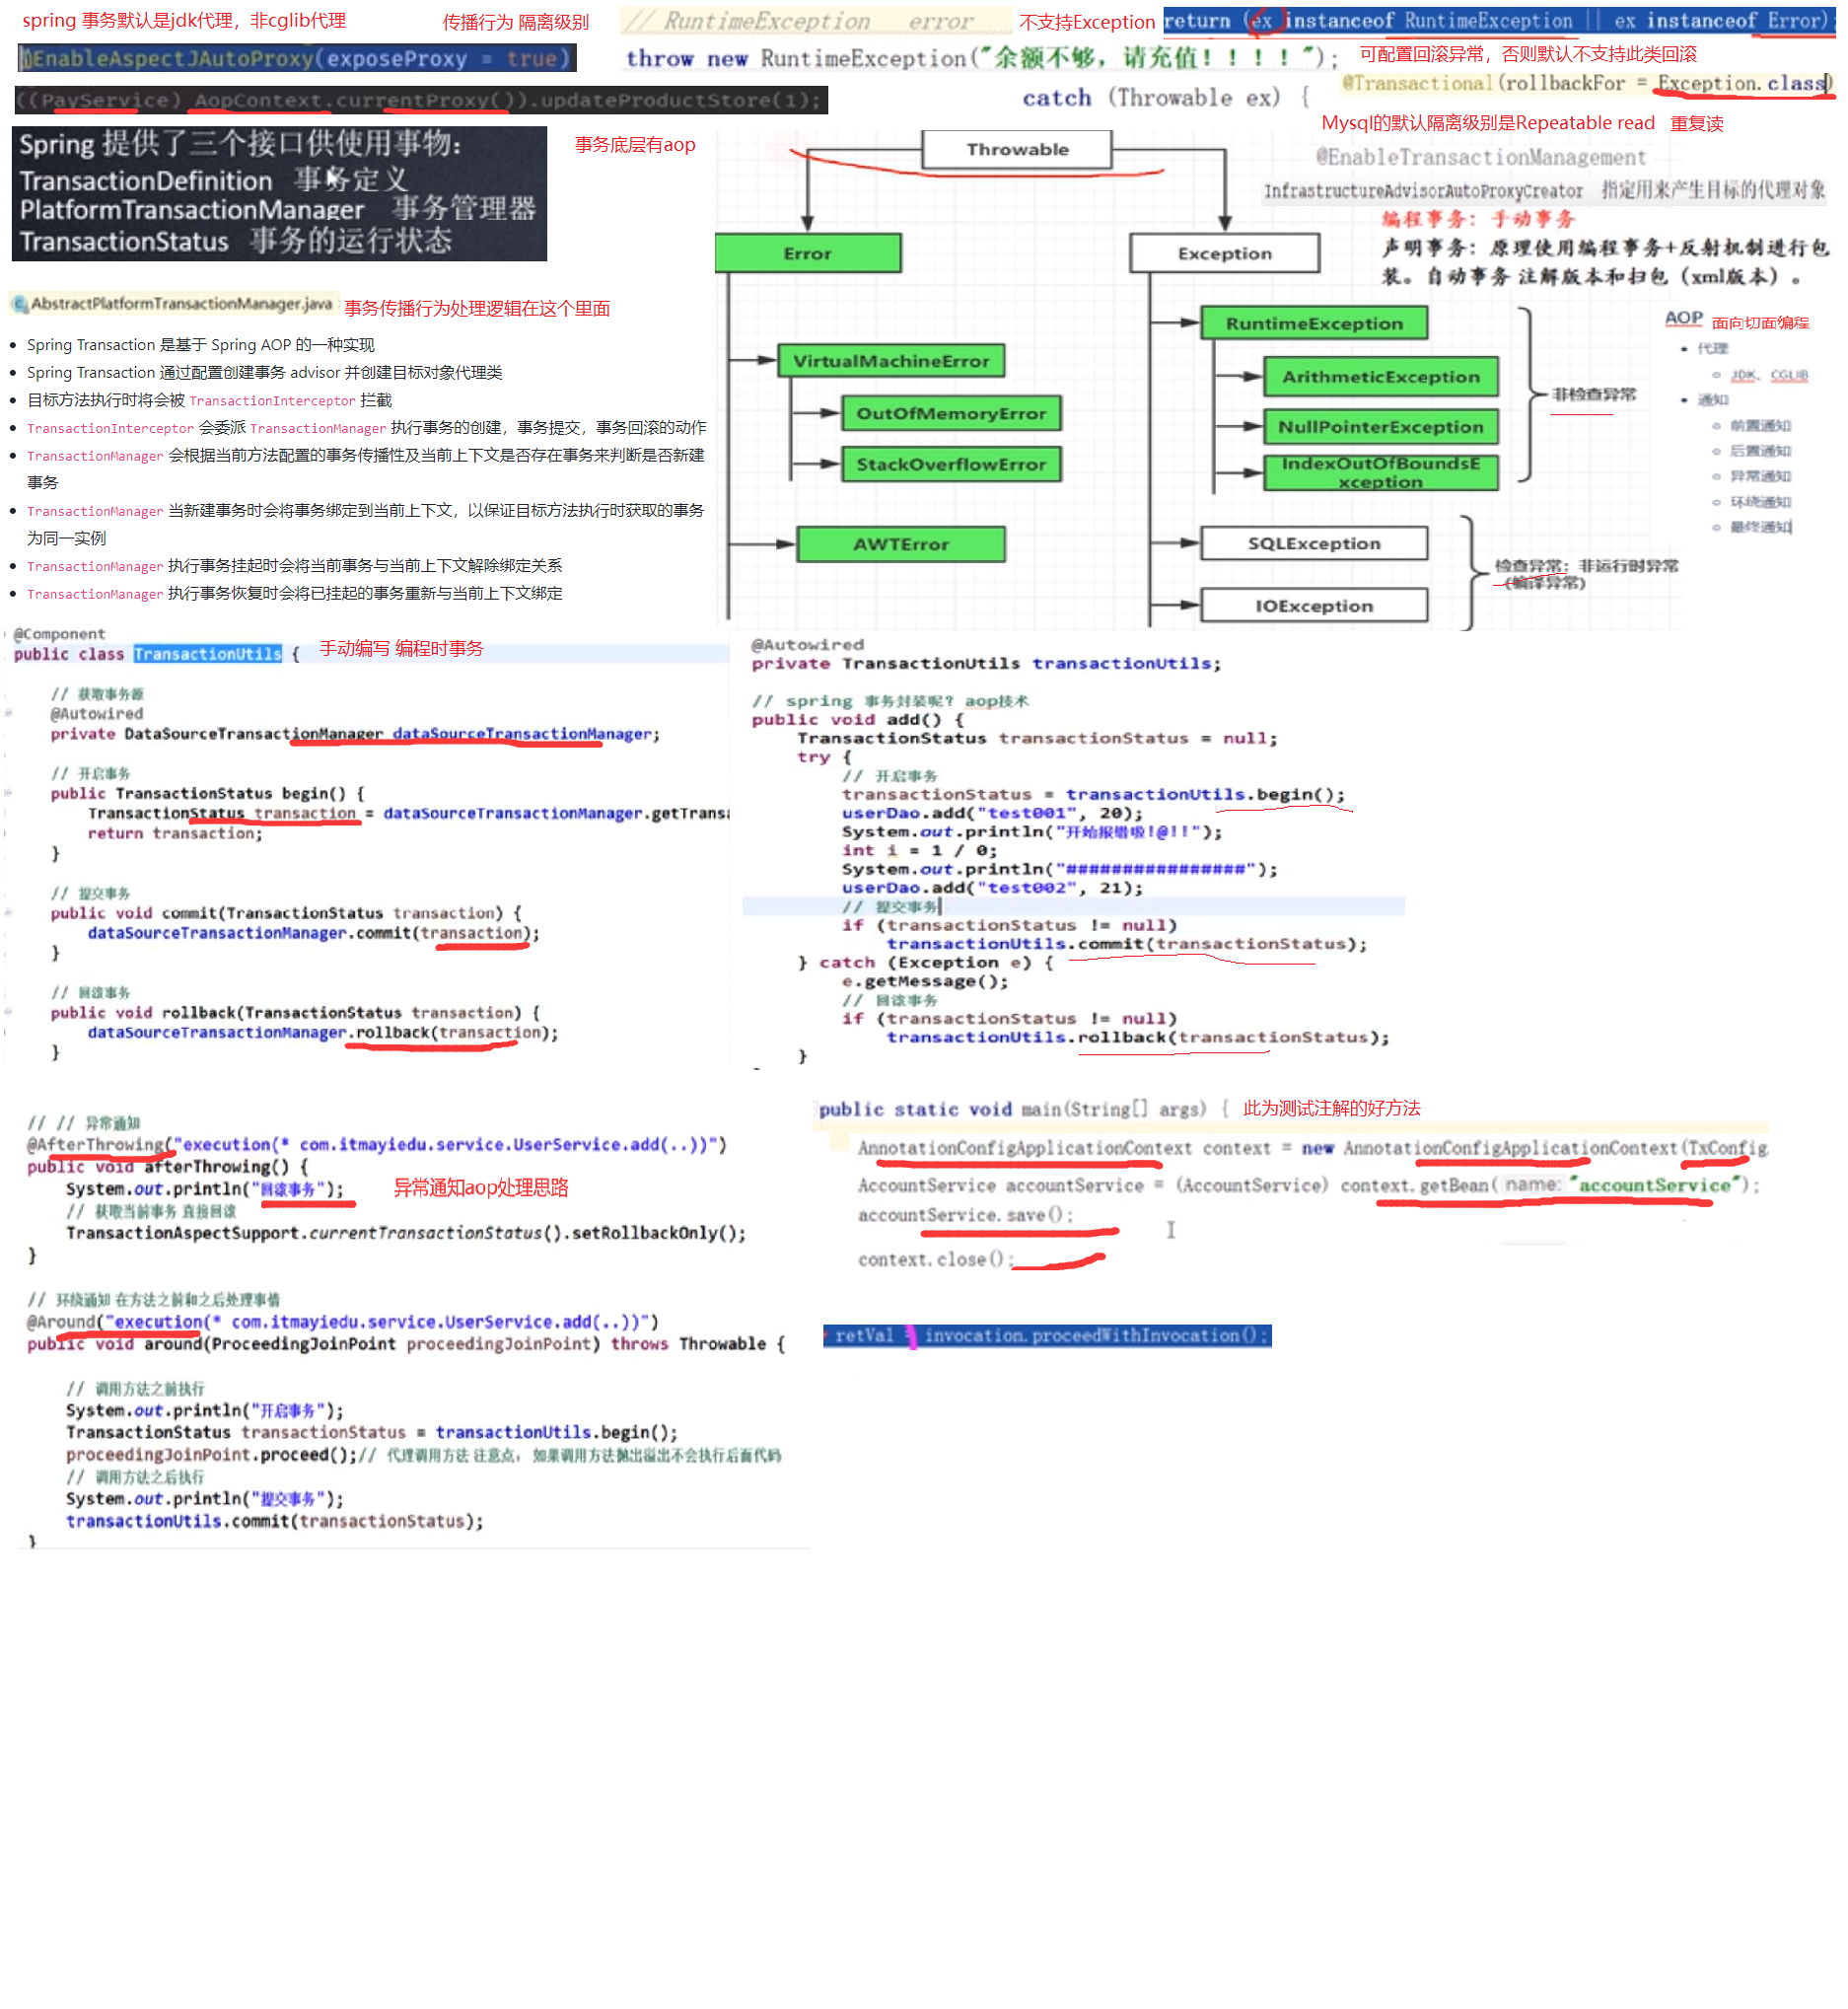 spring 事务默认是jdk代理，非cglib代理
传播行为 隔离级别
// RuntimeException error
不支持Exception
return (ex instanceof RuntimeException || ex instanceof Error)
@EnableAspectJAutoProxy(exposeProxy = true)
throw new RuntimeException("余额不够，请充值！！！！");
可配置回滚异常，否则默认不支持此类回滚
@Transactional(rollbackFor = Exception.class)
((PayService) AopContext.currentProxy()).updateProductStore(1);
catch (Throwable ex) {
Mysql的默认隔离级别是Repeatable read 重复读
Spring 提供了三个接口供使用事物：
TransactionDefinition 事务定义
PlatformTransactionManager 事务管理器
TransactionStatus 事务的运行状态
事务底层有aop
@EnableTransactionManagement
InfrastructureAdvisorAutoProxyCreator 指定用来产生目标的代理对象
编程事务：手动事务
声明事务：原理使用编程事务+反射机制进行包
装。自动事务 注解版本和扫包（xml版本）。
Throwable
Error
Exception
VirtualMachineError
OutOfMemoryError
StackOverflowError
AWTError
RuntimeException
ArithmeticException
NullPointerException
IndexOutOfBoundsE
xception
非检查异常
SQLException
IOException
检查异常：非运行时异常
(编译异常)
AOP 面向切面编程
• 代理
○ JDK、CGLIB
• 通知
○ 前置通知
○ 后置通知
○ 异常通知
○ 环绕通知
○ 最终通知
AbstractPlatformTransactionManager.java 事务传播行为处理逻辑在这个里面
• Spring Transaction 是基于 Spring AOP 的一种实现
• Spring Transaction 通过配置创建事务 advisor 并创建目标对象代理类
• 目标方法执行时将会被 TransactionInterceptor 拦截
• TransactionInterceptor 会委派 TransactionManager 执行事务的创建，事务提交，事务回滚的动作
• TransactionManager 会根据当前方法配置的事务传播性及当前上下文是否存在事务来判断是否新建
事务
• TransactionManager 当新建事务时会将事务绑定到当前上下文，以保证目标方法执行时获取的事务
为同一实例
• TransactionManager 执行事务挂起时会将当前事务与当前上下文解除绑定关系
• TransactionManager 执行事务恢复时会将已挂起的事务重新与当前上下文绑定
@Component
public class TransactionUtils {
手动编写 编程时事务
// 获取事务源
@Autowired
private DataSourceTransactionManager dataSourceTransactionManager;
// 开启事务
public TransactionStatus begin() {
TransactionStatus transaction = dataSourceTransactionManager.getTransa
return transaction;
}
// 提交事务
public void commit(TransactionStatus transaction) {
dataSourceTransactionManager.commit(transaction);
}
// 回滚事务
public void rollback(TransactionStatus transaction) {
dataSourceTransactionManager.rollback(transaction);
}
@Autowired
private TransactionUtils transactionUtils;
// spring 事务封装呢？ aop技术
public void add() {
TransactionStatus transactionStatus = null;
try {
// 开启事务
transactionStatus = transactionUtils.begin();
userDao.add("test001", 20);
System.out.println("开始报错啦!@!!");
int i = 1 / 0;
System.out.println("################");
userDao.add("test002", 21);
// 提交事务
if (transactionStatus != null)
transactionUtils.commit(transactionStatus);
} catch (Exception e) {
e.getMessage();
// 回滚事务
if (transactionStatus != null)
transactionUtils.rollback(transactionStatus);
}
// // 异常通知
@AfterThrowing("execution(* com.itmayiedu.service.UserService.add(..))")
public void afterThrowing() {
System.out.println("回滚事务");
异常通知aop处理思路
// 获取当前事务 直接回滚
TransactionAspectSupport.currentTransactionStatus().setRollbackOnly();
}
// 环绕通知 在方法之前和之后处理事情
@Around("execution(* com.itmayiedu.service.UserService.add(..))")
public void around(ProceedingJoinPoint proceedingJoinPoint) throws Throwable {
// 调用方法之前执行
System.out.println("开启事务");
TransactionStatus transactionStatus = transactionUtils.begin();
proceedingJoinPoint.proceed();// 代理调用方法 注意点： 如果调用方法抛出溢出不会执行后面代码
// 调用方法之后执行
System.out.println("提交事务");
transactionUtils.commit(transactionStatus);
}
public static void main(String[] args) { 此为测试注解的好方法
AnnotationConfigApplicationContext context = new AnnotationConfigApplicationContext(TxConfig.
AccountService accountService = (AccountService) context.getBean( name: "accountService");
accountService.save();
context.close();
retVal = invocation.proceedWithInvocation();